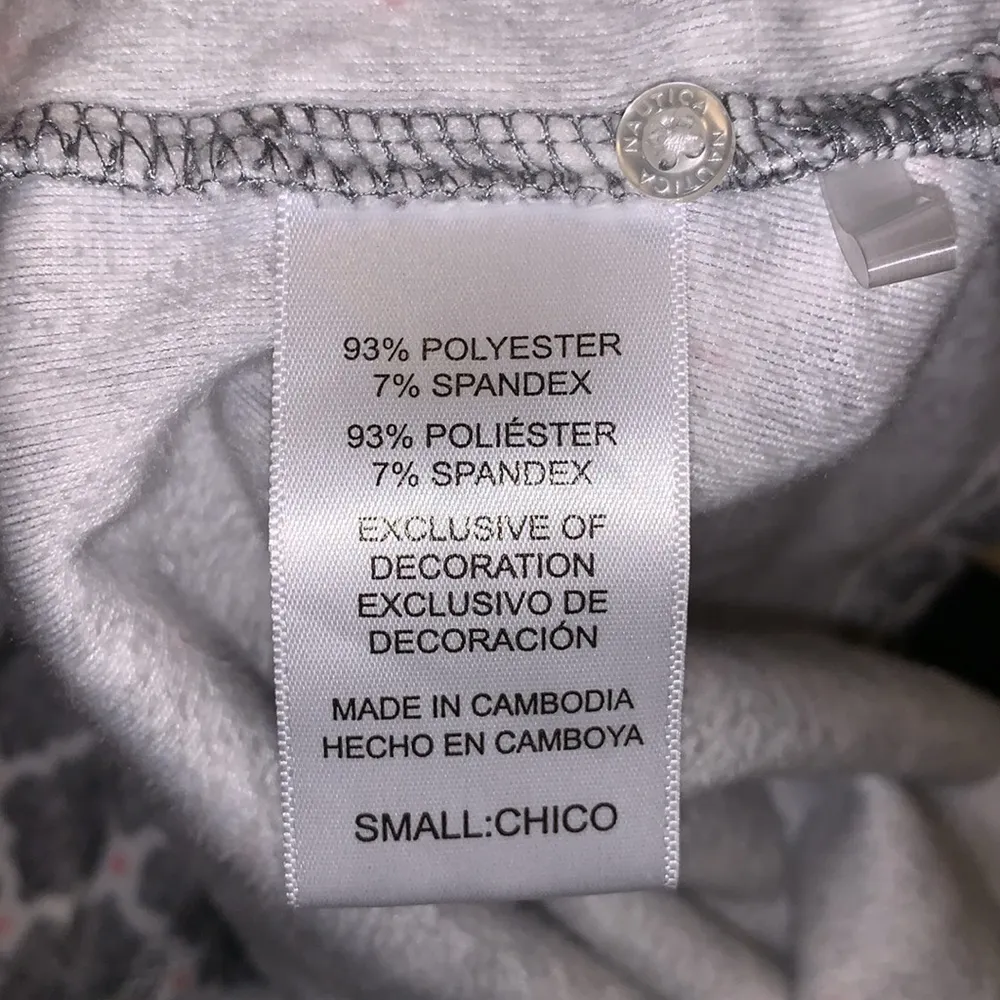 NAUTICA NAUTICA
93% POLYESTER
7% SPANDEX
93% POLIÉSTER
7% SPANDEX
EXCLUSIVE OF
DECORATION
EXCLUSIVO DE
DECORACIÓN
MADE IN CAMBODIA
HECHO EN CAMBOYA
SMALL:CHICO